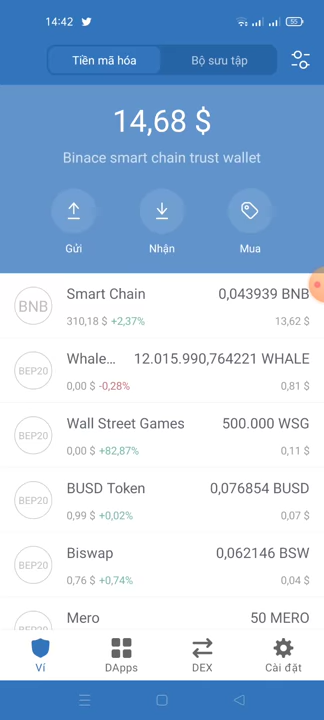 14:42
55
Tiền mã hóa
Bộ sưu tập
14,68 $
Binace smart chain trust wallet
Gửi
Nhận
Mua
BNB
Smart Chain
0,043939 BNB
310,18 $ +2,37%
13,62 $
BEP20
Whale...
12.015.990,764221 WHALE
0,00 $ -0,28%
0,81 $
BEP20
Wall Street Games
500.000 WSG
0,00 $ +82,87%
0,11 $
BEP20
BUSD Token
0,076854 BUSD
0,99 $ +0,02%
0,07 $
BEP20
Biswap
0,062146 BSW
0,76 $ +0,74%
0,04 $
BEP20
Mero
50 MERO
Ví
DApps
DEX
Cài đặt